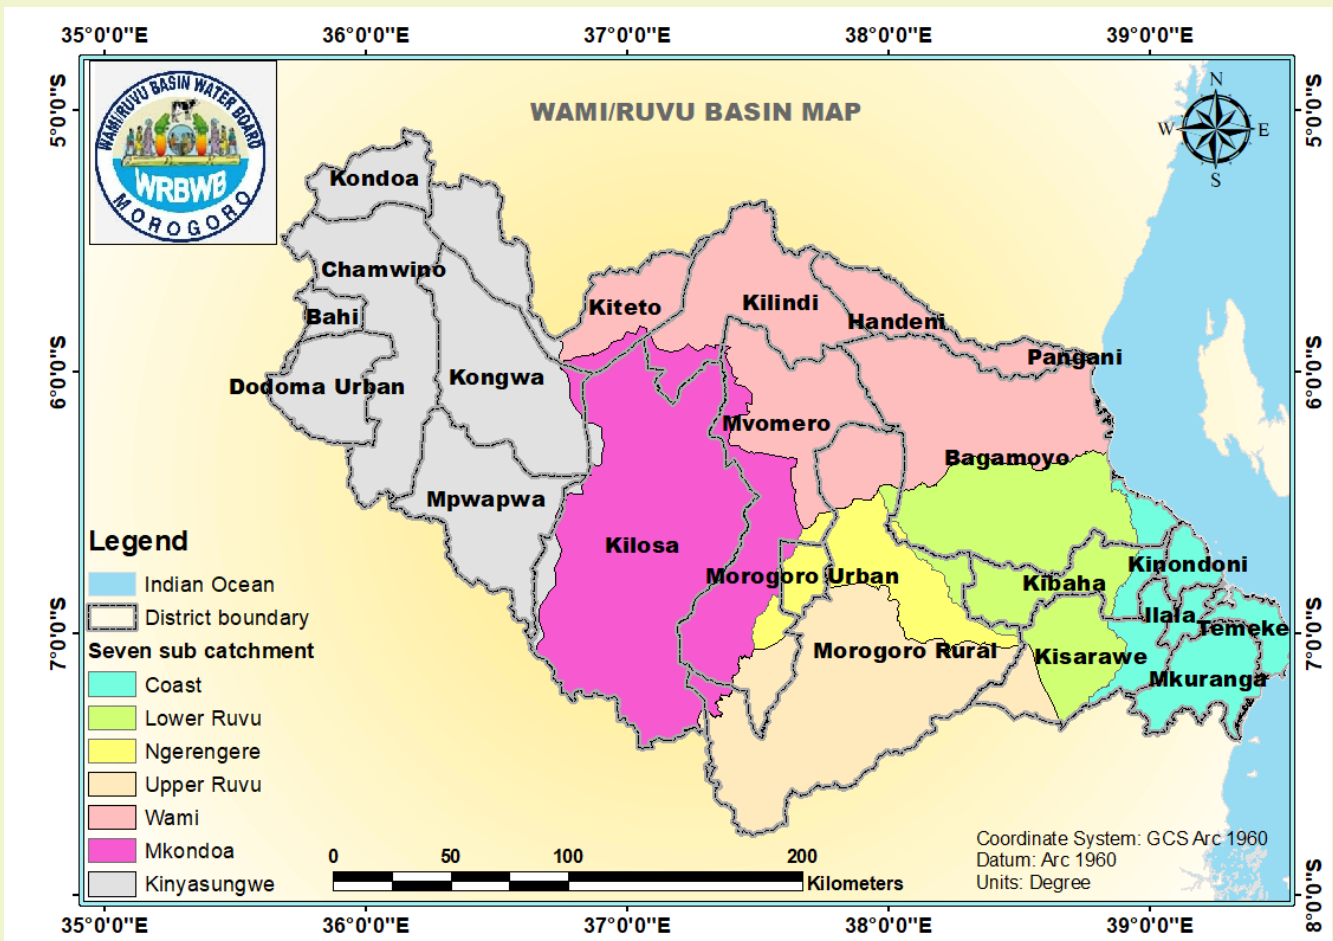 35°0'0"E 36°0'0"E 37°0'0"E 38°0'0"E 39°0'0"E
WAMI/RUVU BASIN WATER BOARD
WRBWB
MOROGORO
WAMI/RUVU BASIN MAP
N
W E
S
5°0'0"S 5°0'0"S
Kondoa
Chamwino
Kiteto
Kilindi
Bahi
Handeni
Pangani
6°0'0"S 6°0'0"S
Dodoma Urban
Kongwa
Mvomero
Bagamoyo
Mpwapwa
Kilosa
Morogoro Urban
Kibaha
Kinondoni
Ilala
Temeke
7°0'0"S 7°0'0"S
Morogoro Rural
Kisarawe
Mkuranga
Legend
Indian Ocean
District boundary
Seven sub catchment
Coast
Lower Ruvu
Ngerengere
Upper Ruvu
Wami
Mkondoa
Kinyasungwe
0 50 100 200
Kilometers
Coordinate System: GCS Arc 1960
Datum: Arc 1960
Units: Degree
8°0'0"S
35°0'0"E 36°0'0"E 37°0'0"E 38°0'0"E 39°0'0"E